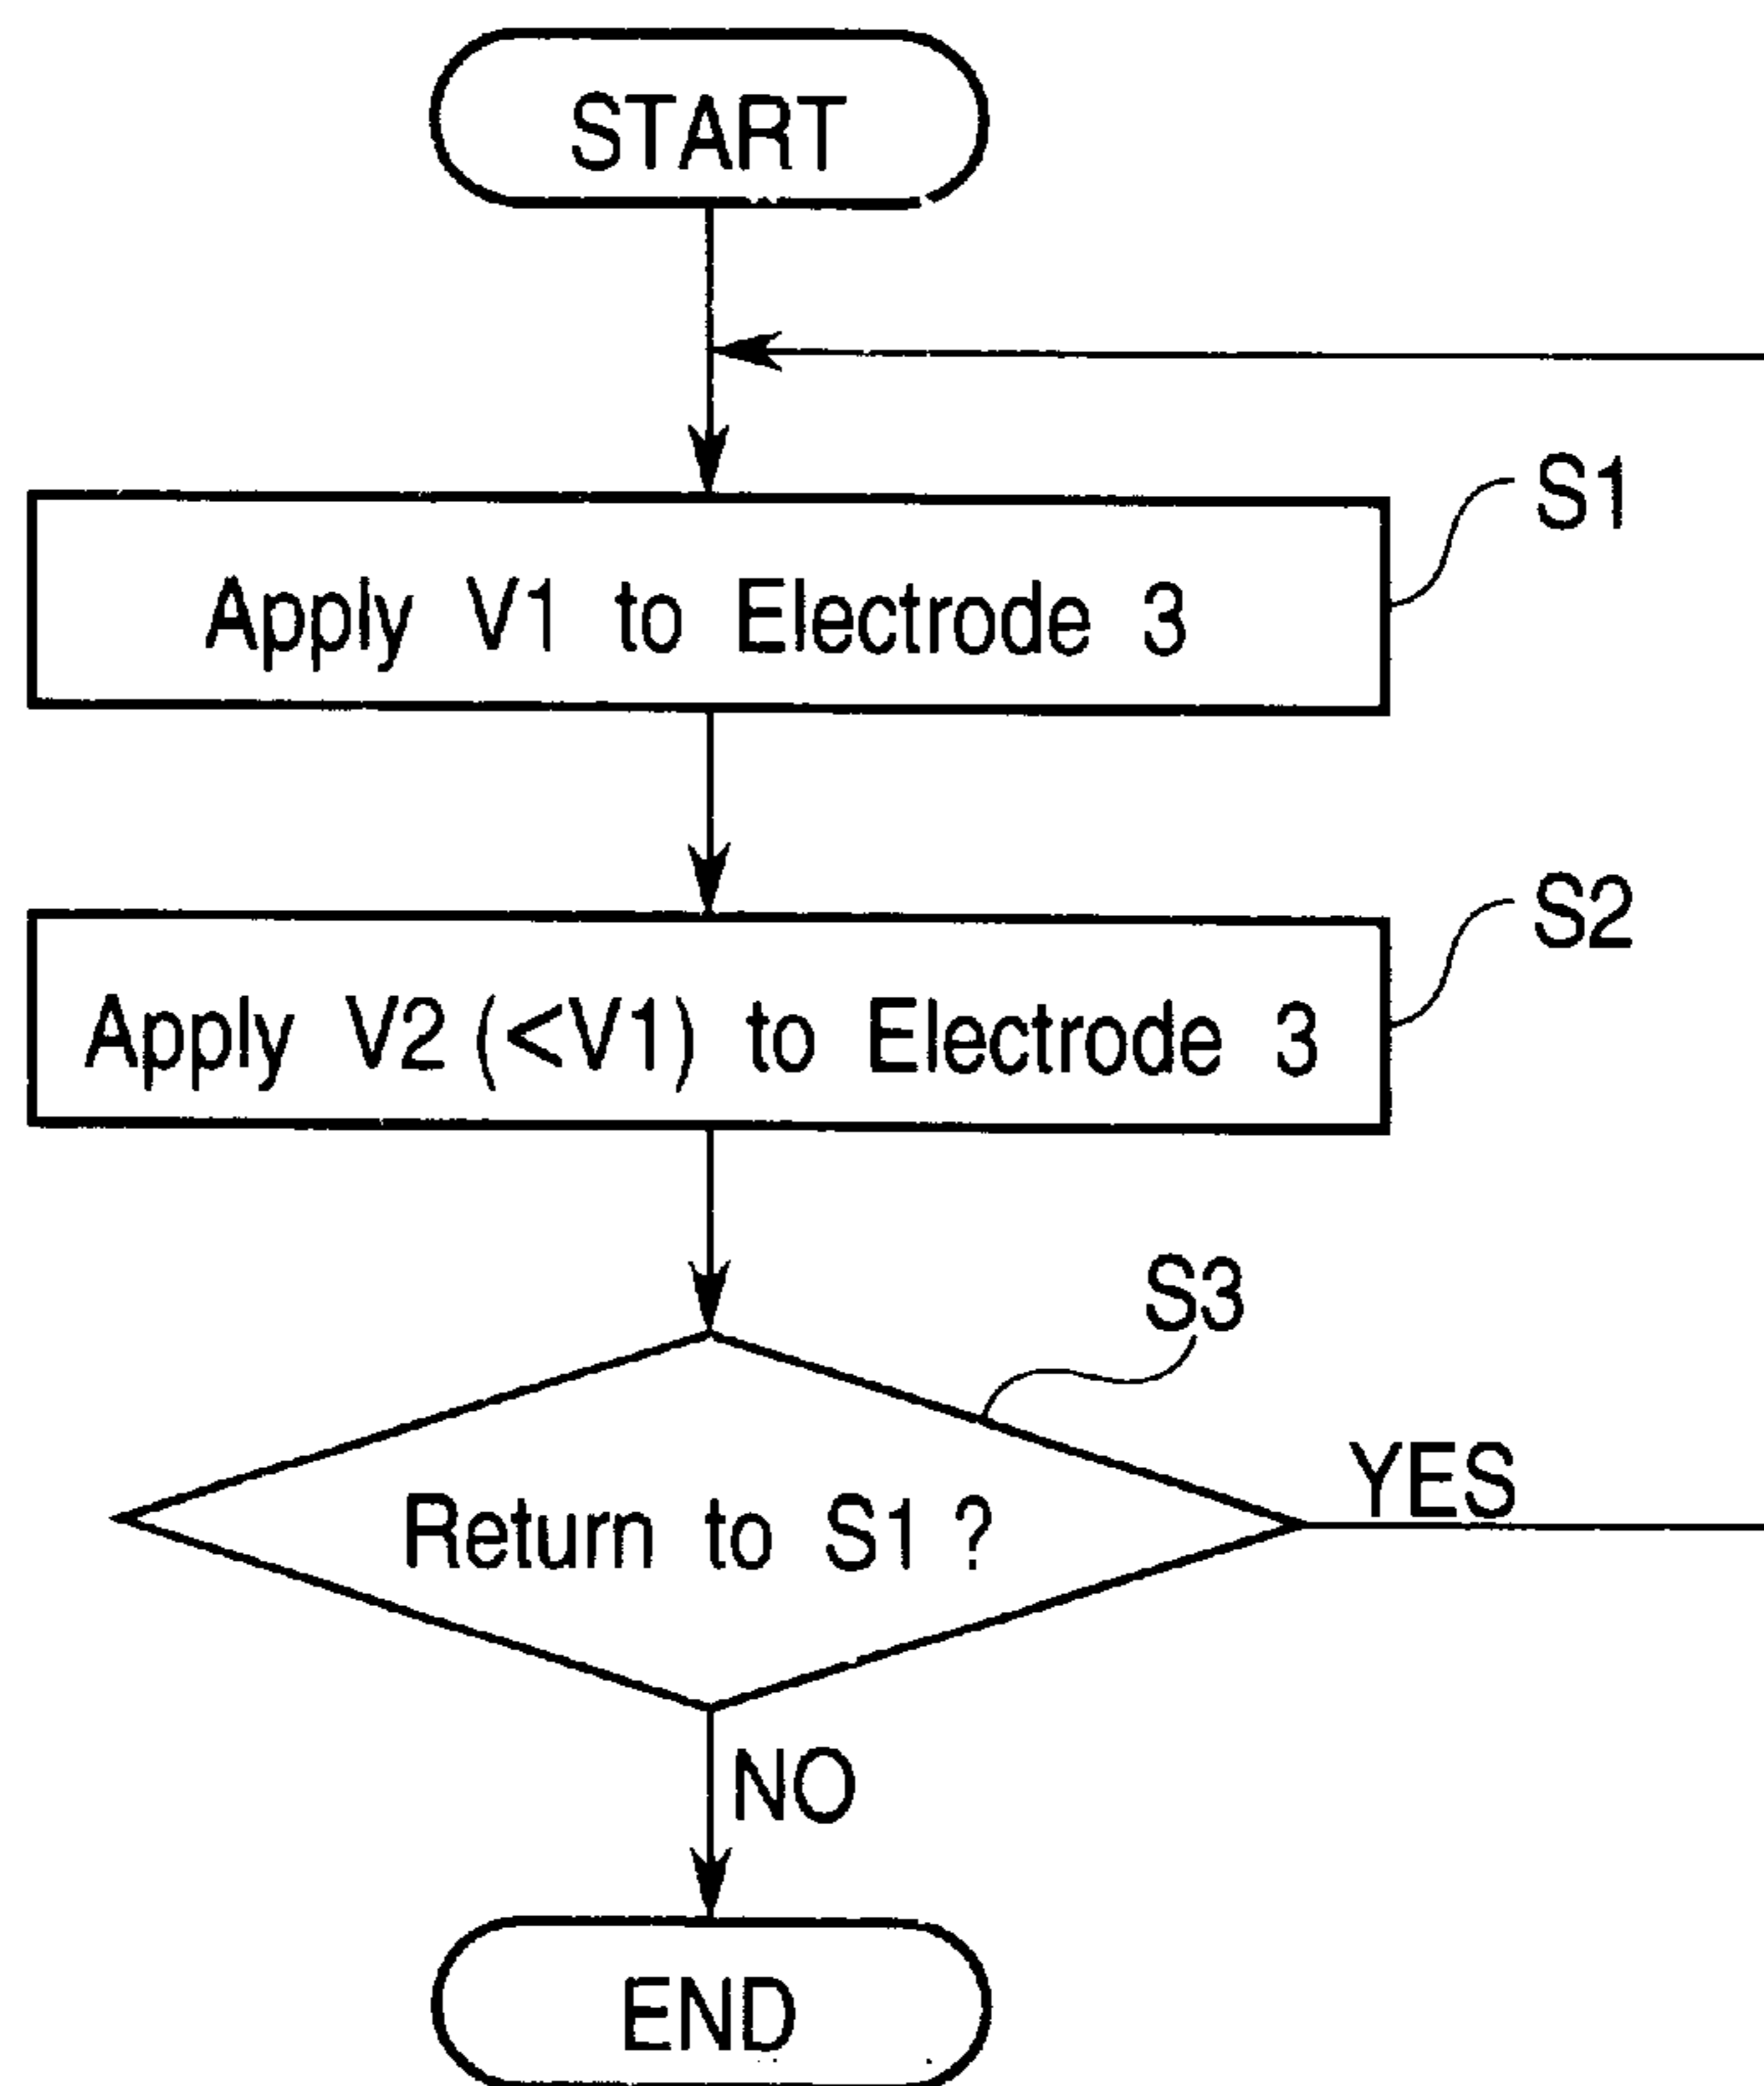 START
S1
Apply V1 to Electrode 3
S2
Apply V2 (<V1) to Electrode 3
S3
Return to S1 ?
YES
NO
END